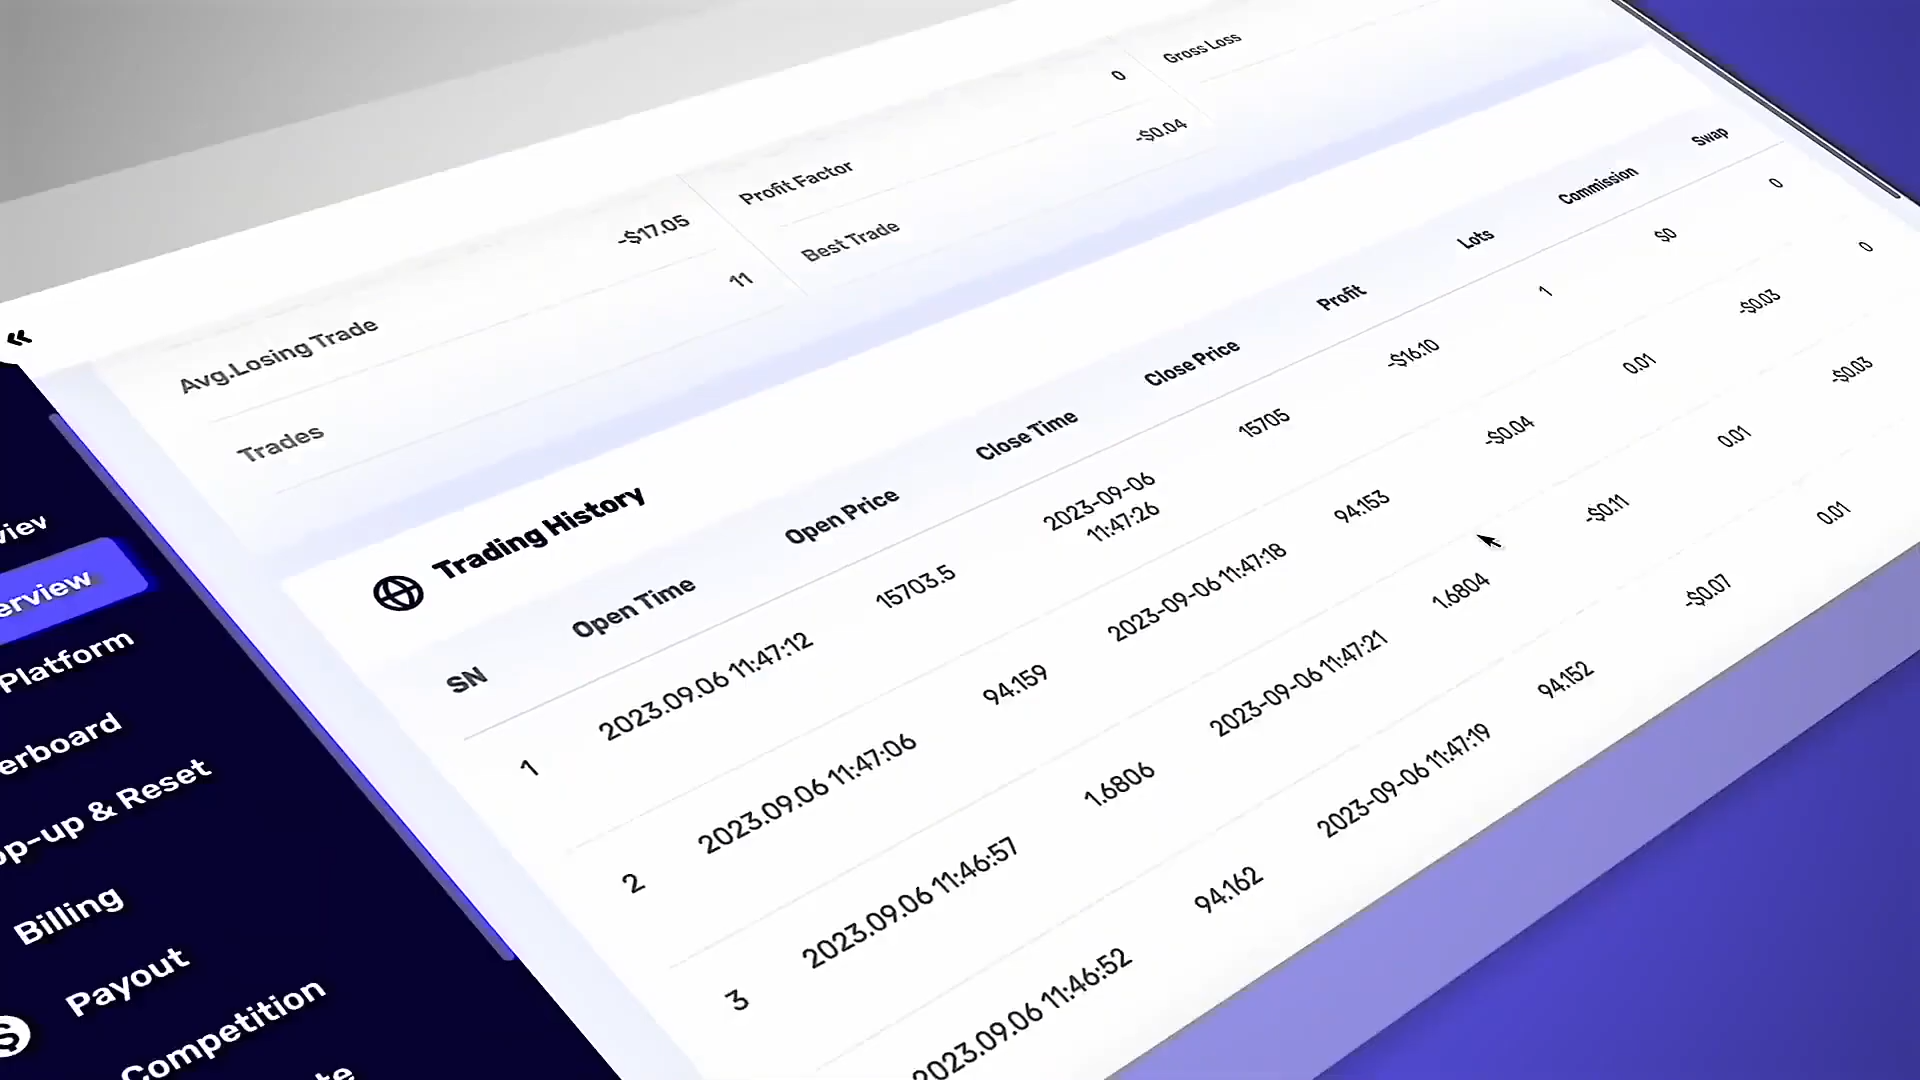 Gross Loss
Profit Factor 0
Best Trade -$0.04
Avg.Losing Trade -$17.05
Trades 11
Trading History
SN Open Time Open Price Close Time Close Price Profit Lots Commission Swap
1 2023.09.06 11:47:12 15703.5 2023-09-06 11:47:26 15705 -$16.10 1 $0 0
2 2023.09.06 11:47:06 94.159 2023-09-06 11:47:18 94.153 -$0.04 0.01 -$0.03 0
3 2023.09.06 11:46:57 1.6806 2023-09-06 11:47:21 1.6804 -$0.11 0.01 -$0.03
2023.09.06 11:46:52 94.162 2023-09-06 11:47:19 94.152 -$0.07 0.01
Platform
Billing
Payout
Competition